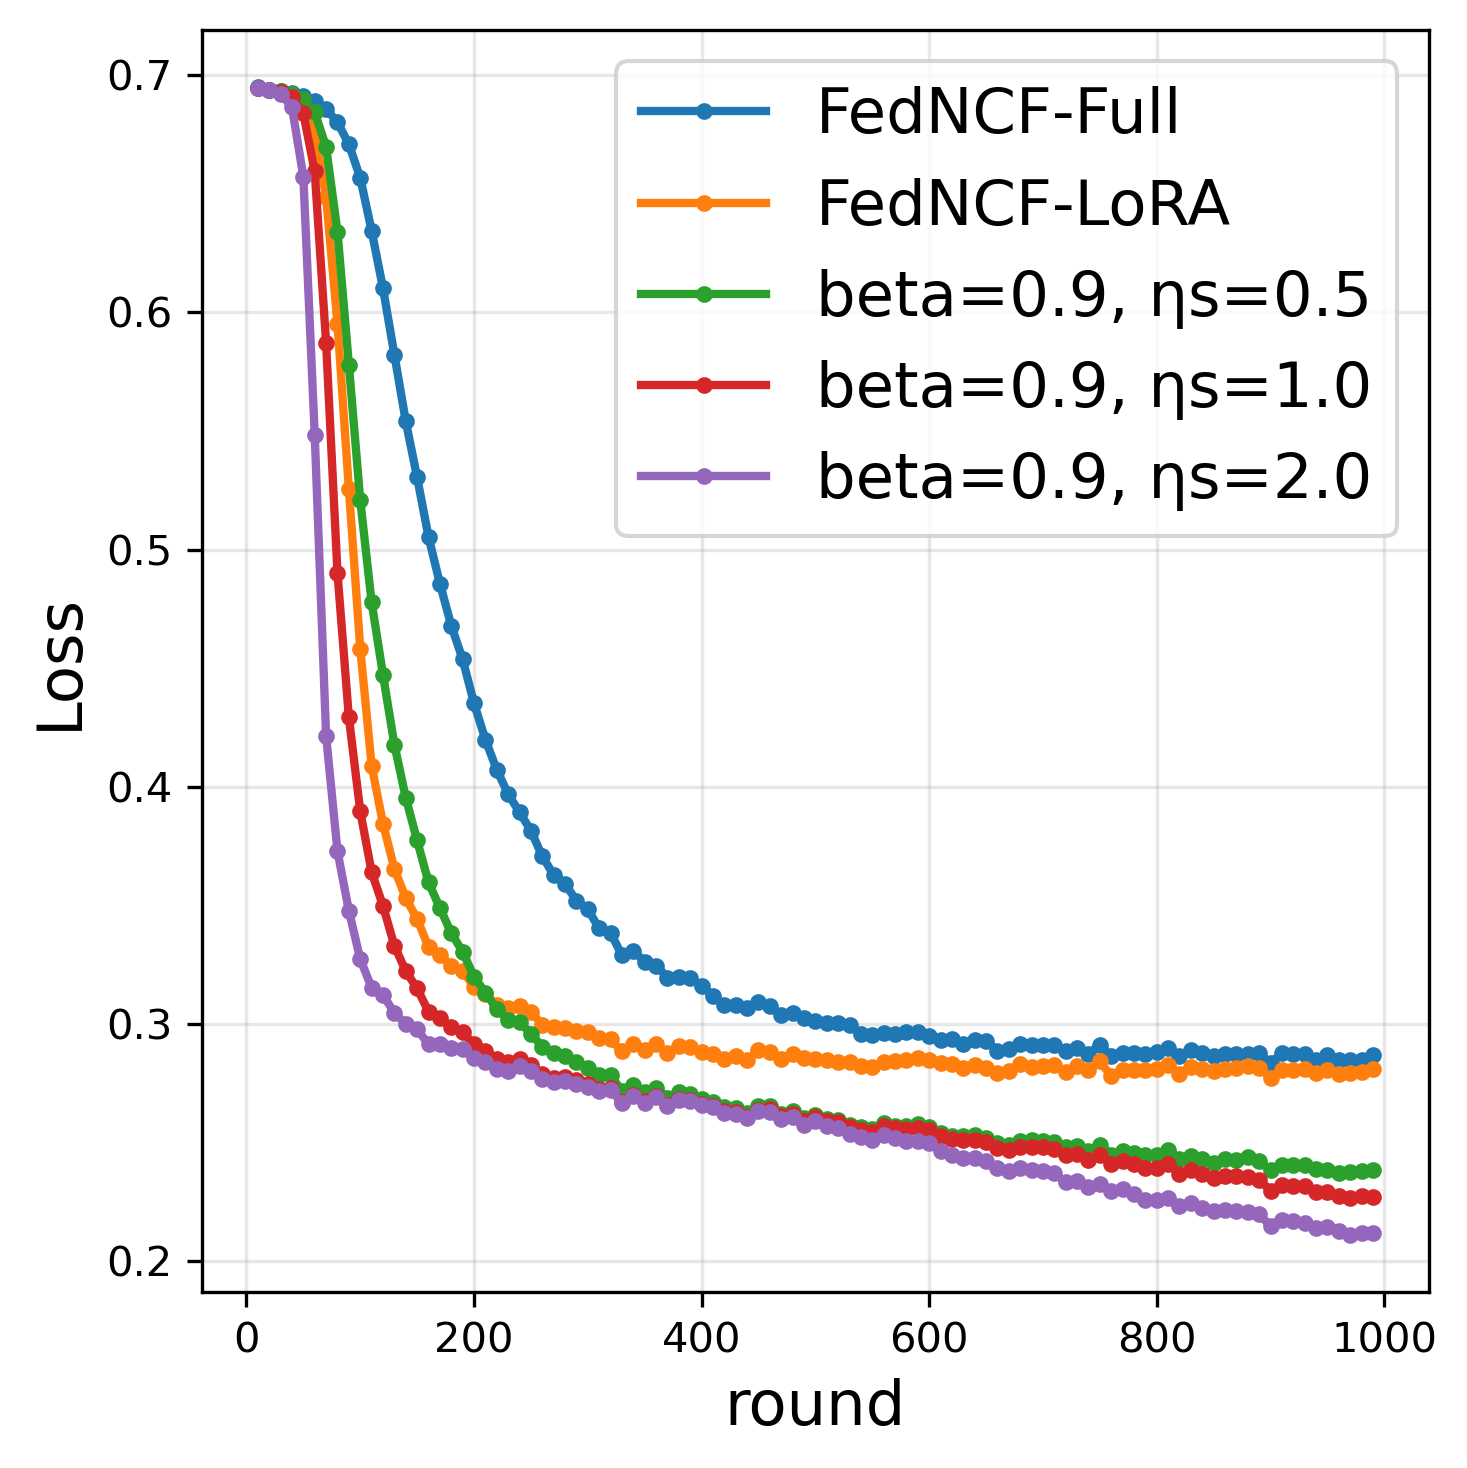 0.7
0.6
0.5
0.4
0.3
0.2
Loss
FedNCF-Full
FedNCF-LoRA
beta=0.9, ηs=0.5
beta=0.9, ηs=1.0
beta=0.9, ηs=2.0
0 200 400 600 800 1000
round